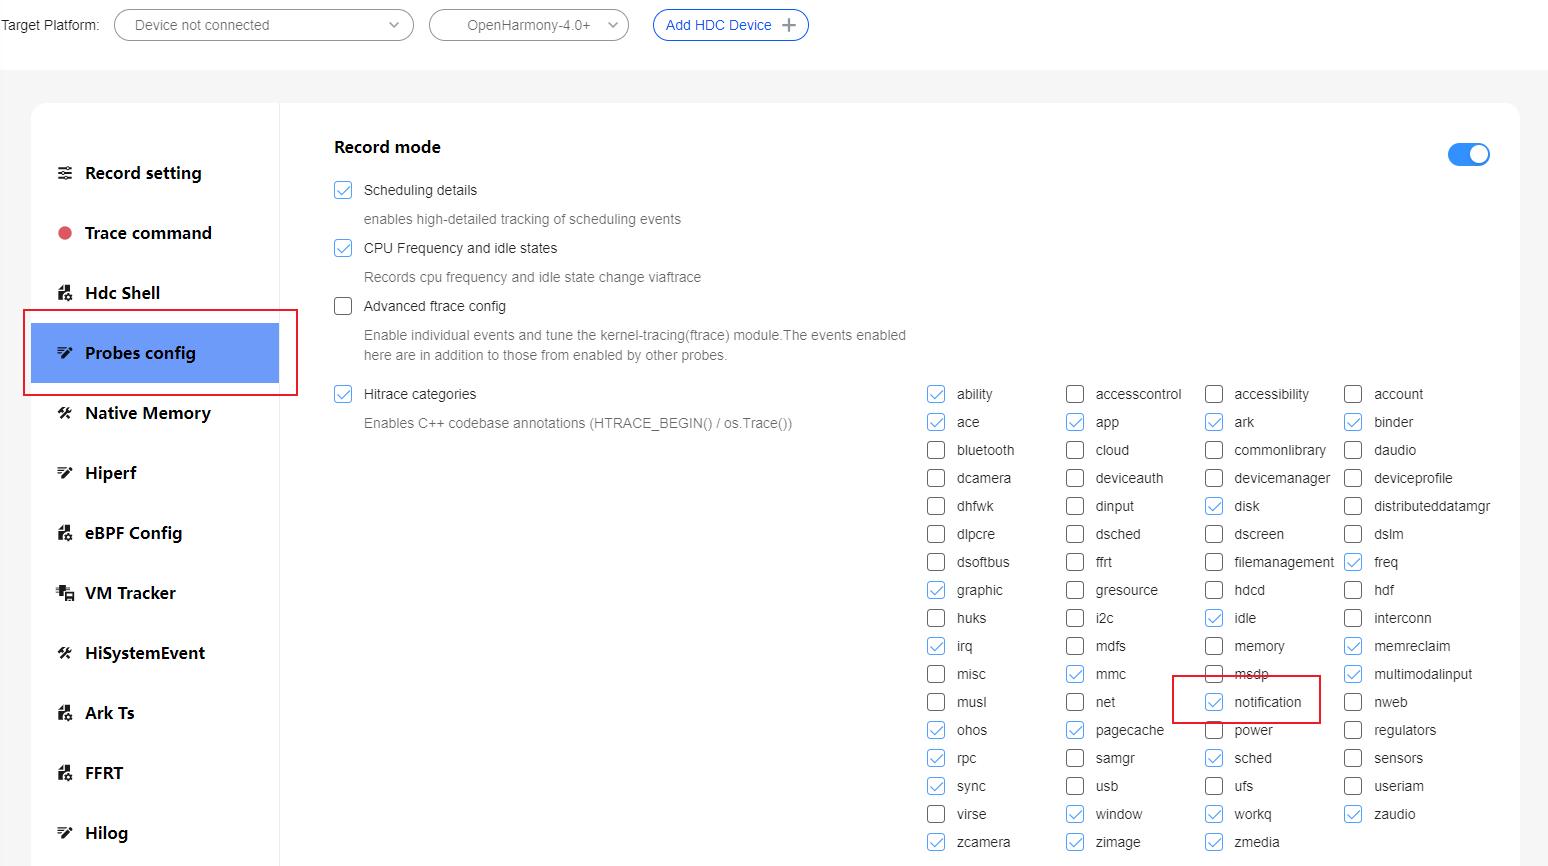 Target Platform: Device not connected OpenHarmony-4.0+ Add HDC Device
Record setting
Trace command
Hdc Shell
Probes config
Native Memory
Hiperf
eBPF Config
VM Tracker
HiSystemEvent
Ark Ts
FFRT
Hilog
Record mode
Scheduling details
enables high-detailed tracking of scheduling events
CPU Frequency and idle states
Records cpu frequency and idle state change viaftrace
Advanced ftrace config
Enable individual events and tune the kernel-tracing(ftrace) module.The events enabled
here are in addition to those from enabled by other probes.
Hitrace categories
Enables C++ codebase annotations (HTRACE_BEGIN() / os.Trace())
ability accesscontrol accessibility account
ace app ark binder
bluetooth cloud commonlibrary daudio
dcamera deviceauth devicemanager deviceprofile
dhfwk dinput disk distributeddatamgr
dlpcre dsched dscreen dslm
dsoftbus ffrt filemanagement freq
graphic gresource hdcd hdf
huks i2c idle interconn
irq mdfs memory memreclaim
misc mmc msdp multimodalinput
musl net notification nweb
ohos pagecache power regulators
rpc samgr sched sensors
sync usb ufs useriam
virse window workq zaudio
zcamera zimage zmedia